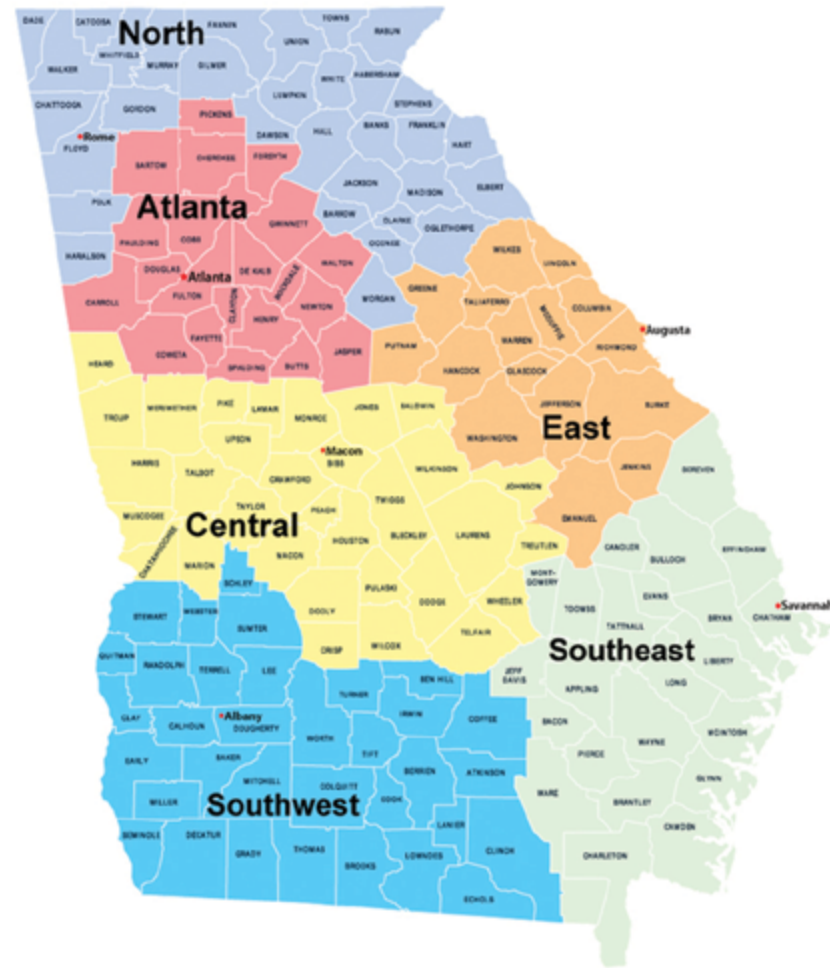 DADE
CATOOSA
North
FANNIN
TOWNS
RABUN
UNION
WHITFIELD
WALKER
MURRAY
GILMER
WHITE
HABERSHAM
LUMPKIN
STEPHENS
CHATTOOGA
GORDON
PICKENS
DAWSON
HALL
BANKS
FRANKLIN
HART
Rome
FLOYD
BARTOW
CHEROKEE
FORSYTH
JACKSON
MADISON
ELBERT
POLK
Atlanta
GWINNETT
BARROW
CLARKE
OGLETHORPE
OCONEE
PAULDING
COBB
HARALSON
DOUGLAS
Atlanta
DE KALB
ROCKDALE
WALTON
WILKES
LINCOLN
CARROLL
FULTON
CLAYTON
HENRY
NEWTON
MORGAN
GREENE
TALIAFERRO
MCDUFFIE
COLUMBIA
Augusta
RICHMOND
FAYETTE
COWETA
SPALDING
BUTTS
JASPER
PUTNAM
WARREN
HANCOCK
GLASCOCK
HEARD
TROUP
MERIWETHER
PIKE
LAMAR
MONROE
JONES
BALDWIN
JEFFERSON
BURKE
UPSON
Macon
BIBB
WASHINGTON
East
HARRIS
TALBOT
CRAWFORD
WILKINSON
JENKINS
SCREVEN
JOHNSON
MUSCOGEE
TAYLOR
Central
PEACH
TWIGGS
EMANUEL
CHATTAHOOCHEE
MARION
MACON
HOUSTON
BLECKLEY
LAURENS
TREUTLEN
CANDLER
BULLOCH
EFFINGHAM
SCHLEY
PULASKI
DODGE
WHEELER
MONT-
GOMERY
TOOMBS
EVANS
TATTNALL
BRYAN
Savannah
CHATHAM
STEWART
WEBSTER
SUMTER
DOOLY
TELFAIR
CRISP
WILCOX
Southeast
QUITMAN
RANDOLPH
TERRELL
LEE
BEN HILL
JEFF
DAVIS
APPLING
LONG
LIBERTY
TURNER
CLAY
CALHOUN
Albany
DOUGHERTY
WORTH
IRWIN
COFFEE
BACON
WAYNE
MCINTOSH
EARLY
BAKER
TIFT
PIERCE
MITCHELL
COLQUITT
BERRIEN
ATKINSON
WARE
GLYNN
MILLER
Southwest
COOK
BRANTLEY
CAMDEN
SEMINOLE
DECATUR
GRADY
THOMAS
BROOKS
LANIER
LOWNDES
CLINCH
CHARLTON
ECHOLS